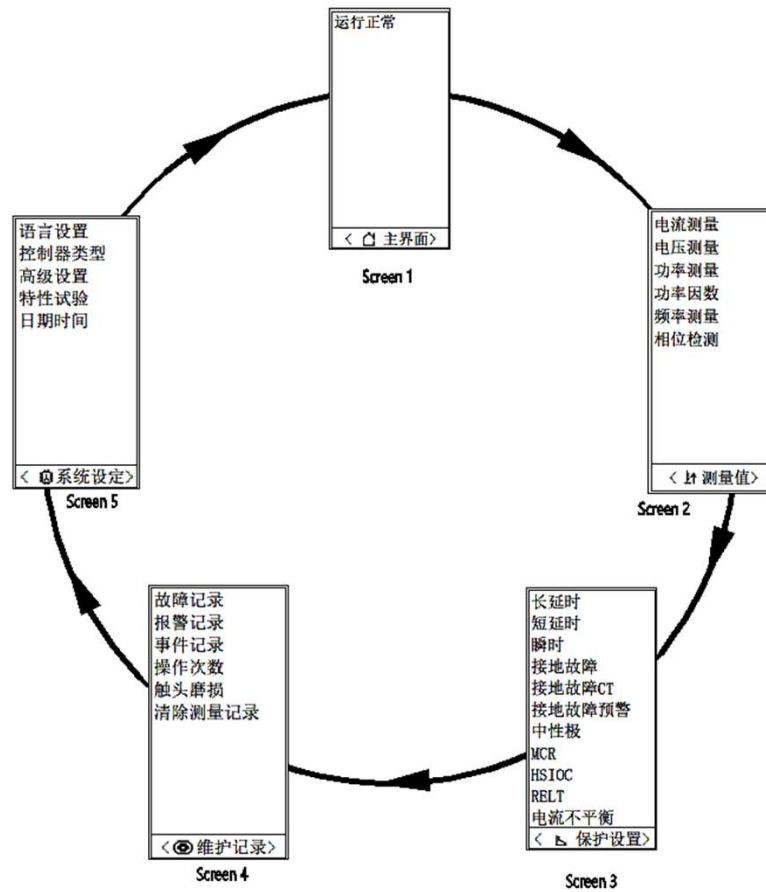 运行正常
< 主界面>
Screen 1
电流测量
电压测量
功率测量
功率因数
频率测量
相位检测
< 测量值>
Screen 2
长延时
短延时
瞬时
接地故障
接地故障CT
接地故障预警
中性极
MCR
HSIOC
RELT
电流不平衡
< 保护设置>
Screen 3
故障记录
报警记录
事件记录
操作次数
触头磨损
清除测量记录
< 维护记录>
Screen 4
语言设置
控制器类型
高级设置
特性试验
日期时间
< 系统设定>
Screen 5